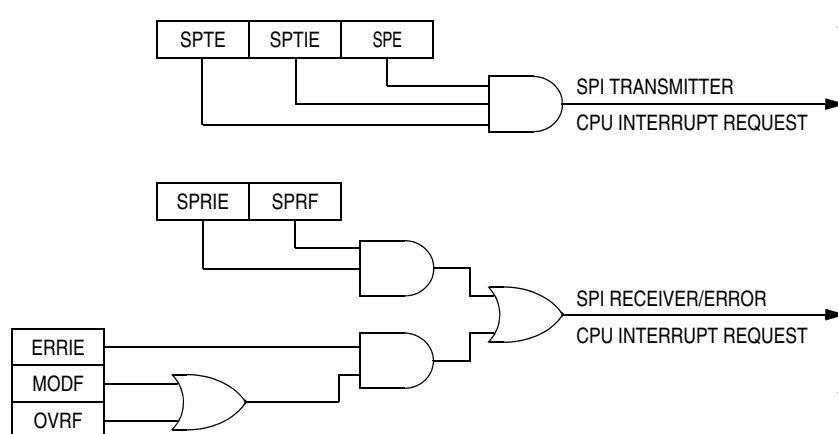 SPTE SPTIE SPE
SPI TRANSMITTER
CPU INTERRUPT REQUEST
SPRIE SPRF
SPI RECEIVER/ERROR
CPU INTERRUPT REQUEST
ERRIE
MODF
OVRF